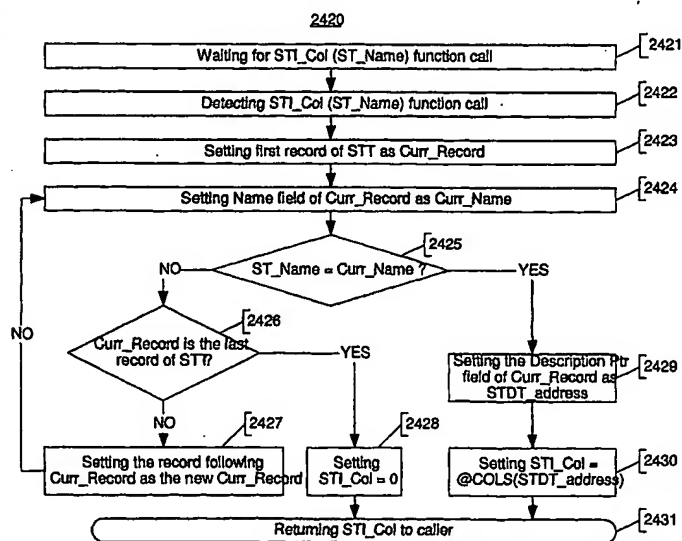 2420
Waiting for STI_Col (ST_Name) function call
2421
Detecting STI_Col (ST_Name) function call
2422
Setting first record of STT as Curr_Record
2423
Setting Name field of Curr_Record as Curr_Name
2424
2425
NO
ST_Name = Curr_Name ?
YES
2426
NO
Curr_Record is the last
record of STT?
YES
Setting the Description Ptr
field of Curr_Record as
STDT_address
2429
NO
2427
2428
Setting the record following
Curr_Record as the new Curr_Record
Setting
STI_Col = 0
Setting STI_Col =
@COLS(STDT_address)
2430
Returning STI_Col to caller
2431